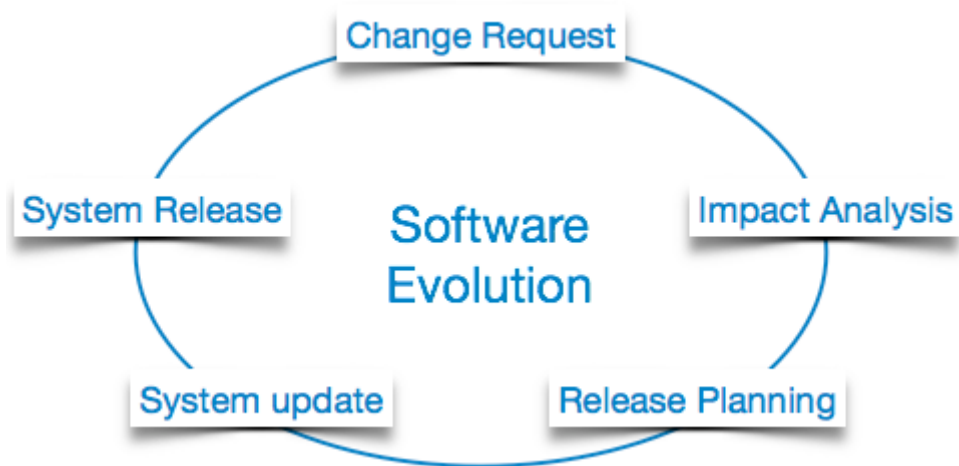 Change Request
System Release
Impact Analysis
Software
Evolution
System update
Release Planning